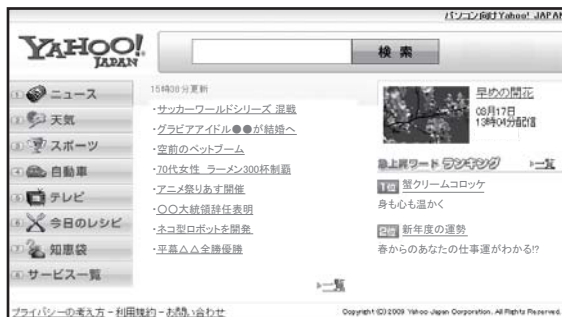 パソコン向けYahoo! JAPAN
YAHOO!
JAPAN
検索
1 ニュース
2 天気
3 スポーツ
4 自動車
5 テレビ
6 今日のレシピ
7 知恵袋
8 サービス一覧
15時30分更新
・サッカーワールドシリーズ 混戦
・グラビアアイドル●●が結婚へ
・空前のペットブーム
・70代女性 ラーメン300杯制覇
・アニメ祭りあす開催
・〇〇大統領辞任表明
・ネコ型ロボットを開発
・平幕△△全勝優勝
一覧
早めの開花
03月17日
13時04分配信
急上昇ワード ランキング 一覧
1位 蟹クリームコロッケ
身も心も温かく
2位 新年度の運勢
春からのあなたの仕事運がわかる!?
プライバシーの考え方 - 利用規約 - お問い合わせ
Copyright (C) 2009 Yahoo Japan Corporation. All Rights Reserved.